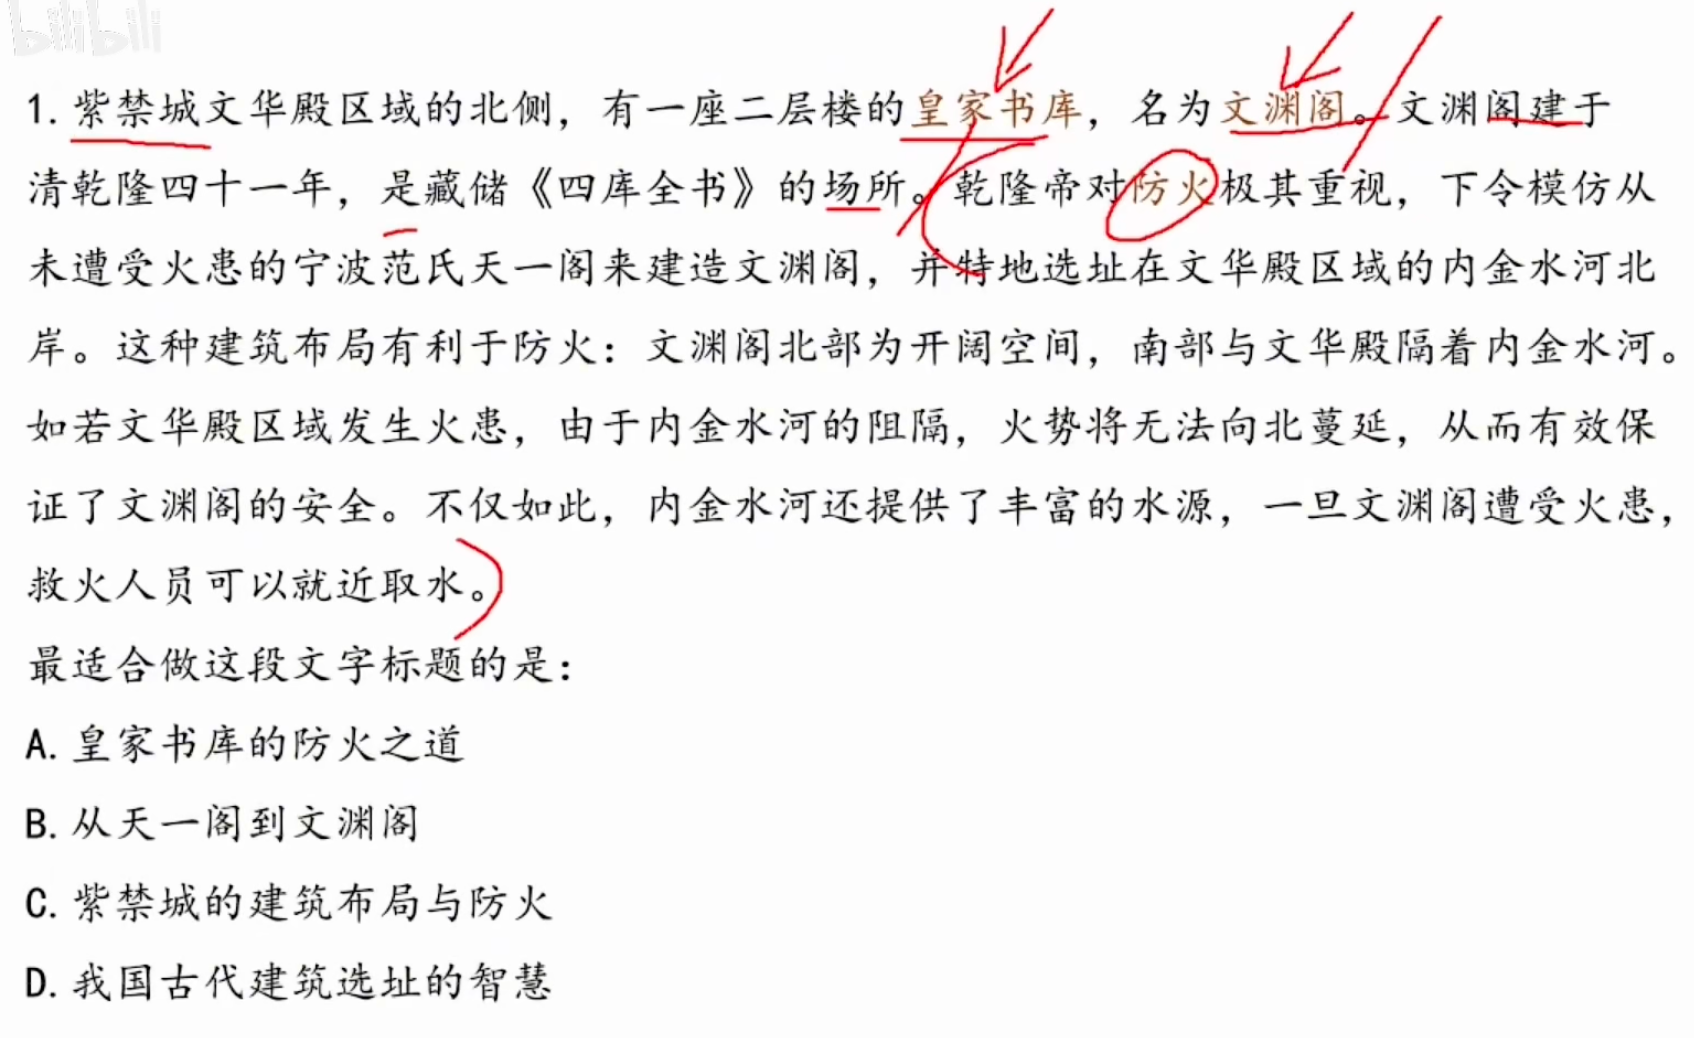 bilibili
1. 紫禁城文华殿区域的北侧，有一座二层楼的皇家书库，名为文渊阁。文渊阁建于
清乾隆四十一年，是藏储《四库全书》的场所。乾隆帝对防火极其重视，下令模仿从
未遭受火患的宁波范氏天一阁来建造文渊阁，并特地选址在文华殿区域的内金水河北
岸。这种建筑布局有利于防火：文渊阁北部为开阔空间，南部与文华殿隔着内金水河。
如若文华殿区域发生火患，由于内金水河的阻隔，火势将无法向北蔓延，从而有效保
证了文渊阁的安全。不仅如此，内金水河还提供了丰富的水源，一旦文渊阁遭受火患，
救火人员可以就近取水。
最适合做这段文字标题的是：
A. 皇家书库的防火之道
B. 从天一阁到文渊阁
C. 紫禁城的建筑布局与防火
D. 我国古代建筑选址的智慧